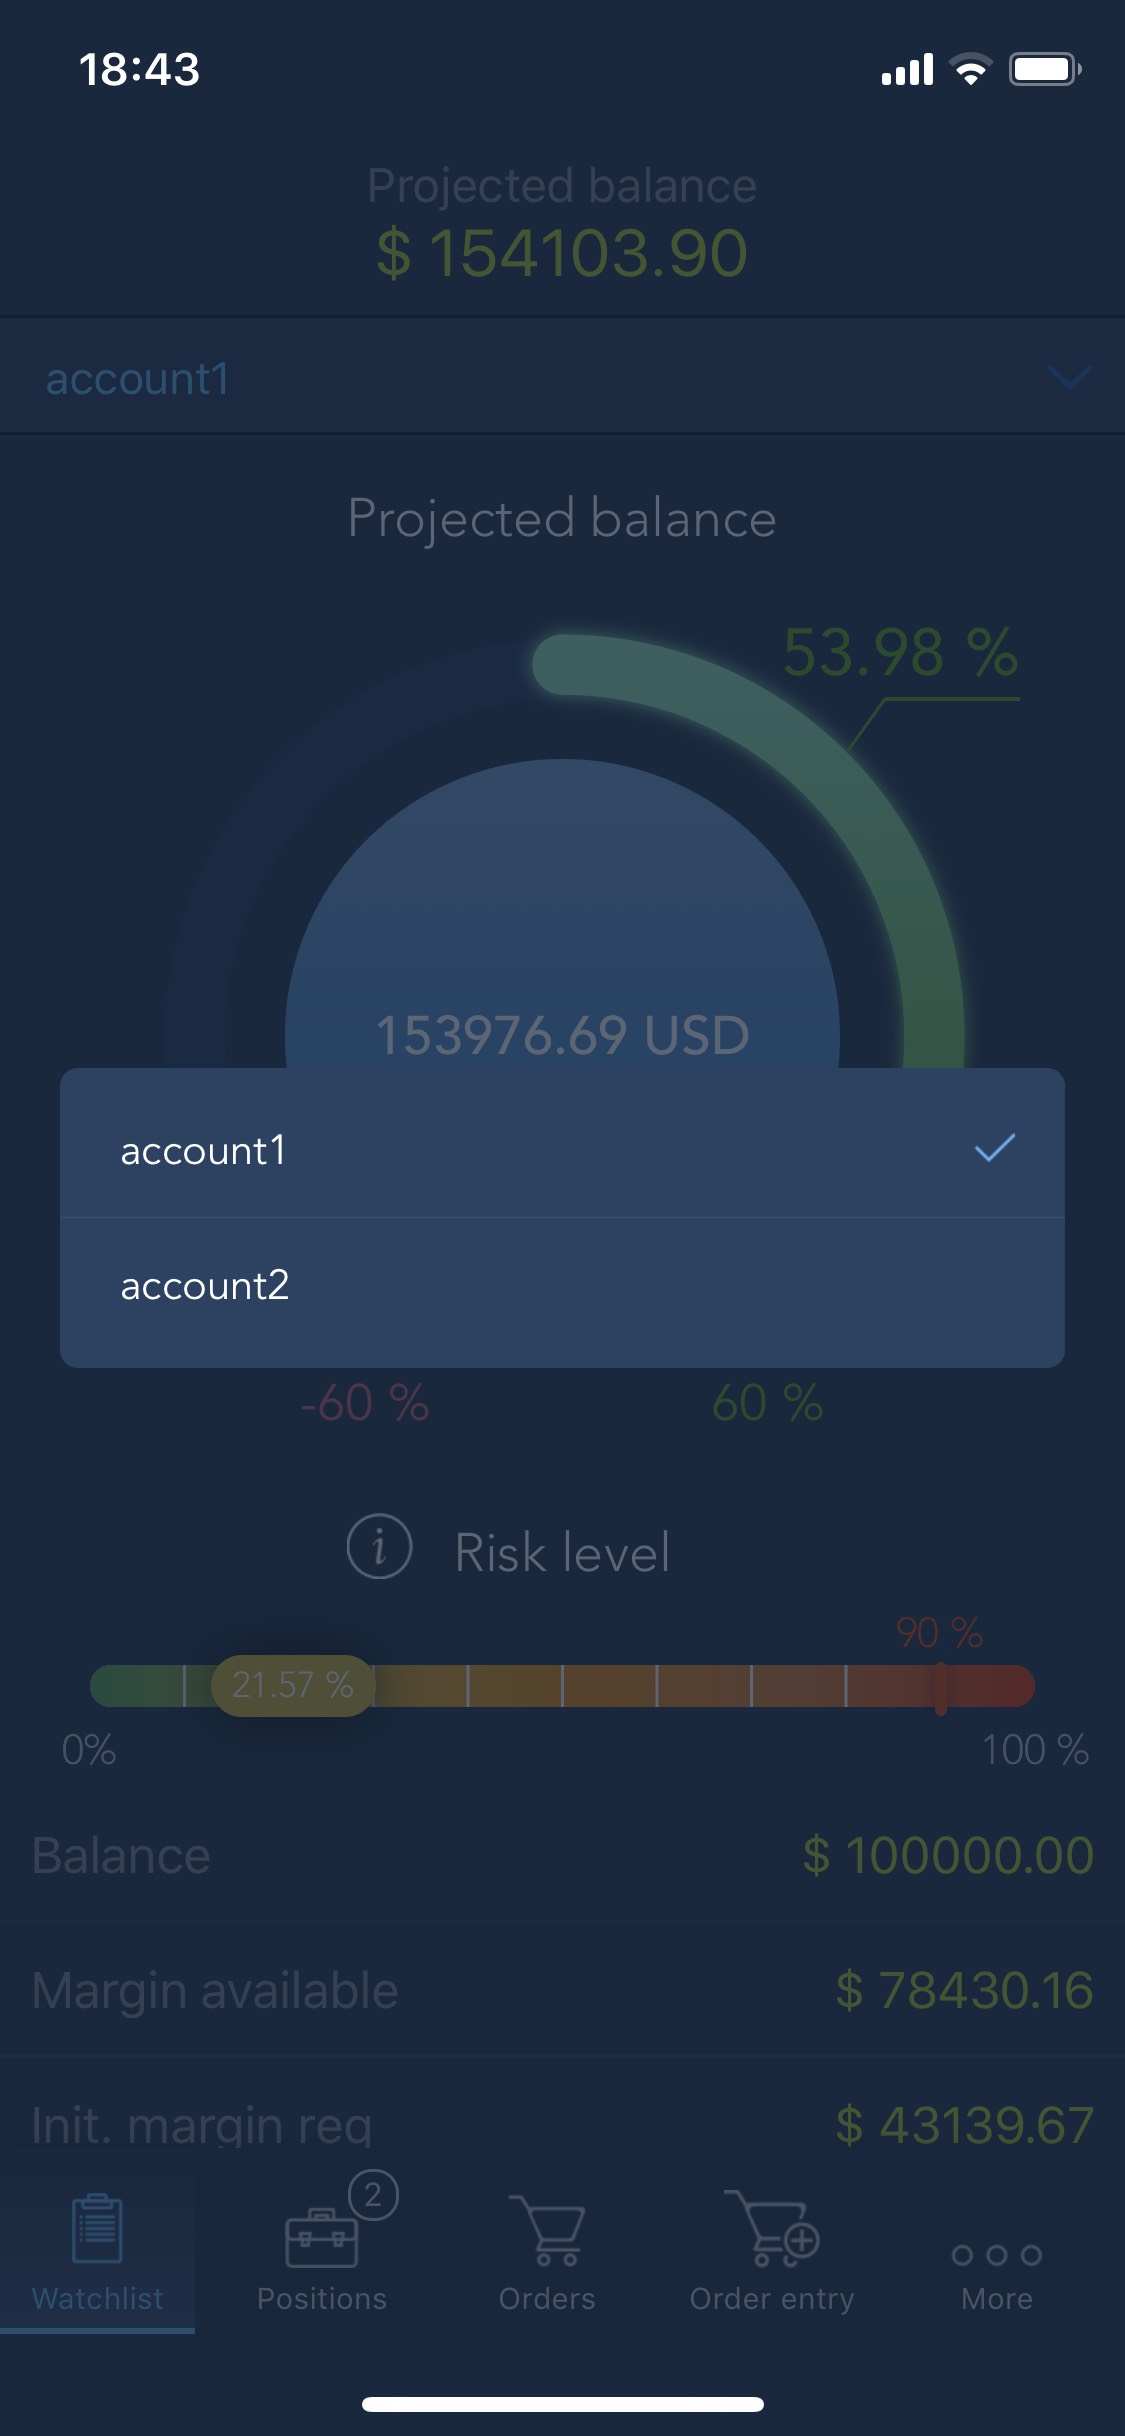 18:43
Projected balance
$ 154103.90
account1
Projected balance
53.98 %
153976.69 USD
account1
account2
-60 %
60 %
i
Risk level
90 %
21.57 %
0%
100 %
Balance
$ 100000.00
Margin available
$ 78430.16
Init. margin req
$ 43139.67
2
Watchlist
Positions
Orders
Order entry
More